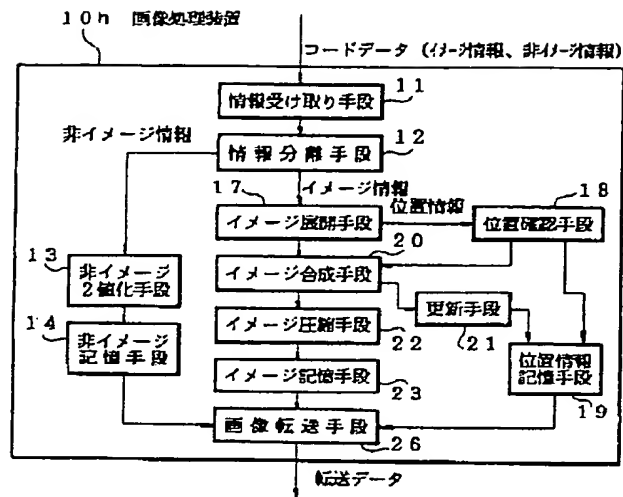 10h 画像処理装置
コードデータ(イメージ情報、非イメージ情報)
情報受け取り手段
11
非イメージ情報
情報分離手段
12
17
イメージ情報
位置情報
18
イメージ展開手段
位置確認手段
20
13
非イメージ
2値化手段
イメージ合成手段
更新手段
21
14
非イメージ
記憶手段
イメージ圧縮手段
22
位置情報
記憶手段
19
イメージ記憶手段
23
画像転送手段
26
転送データ